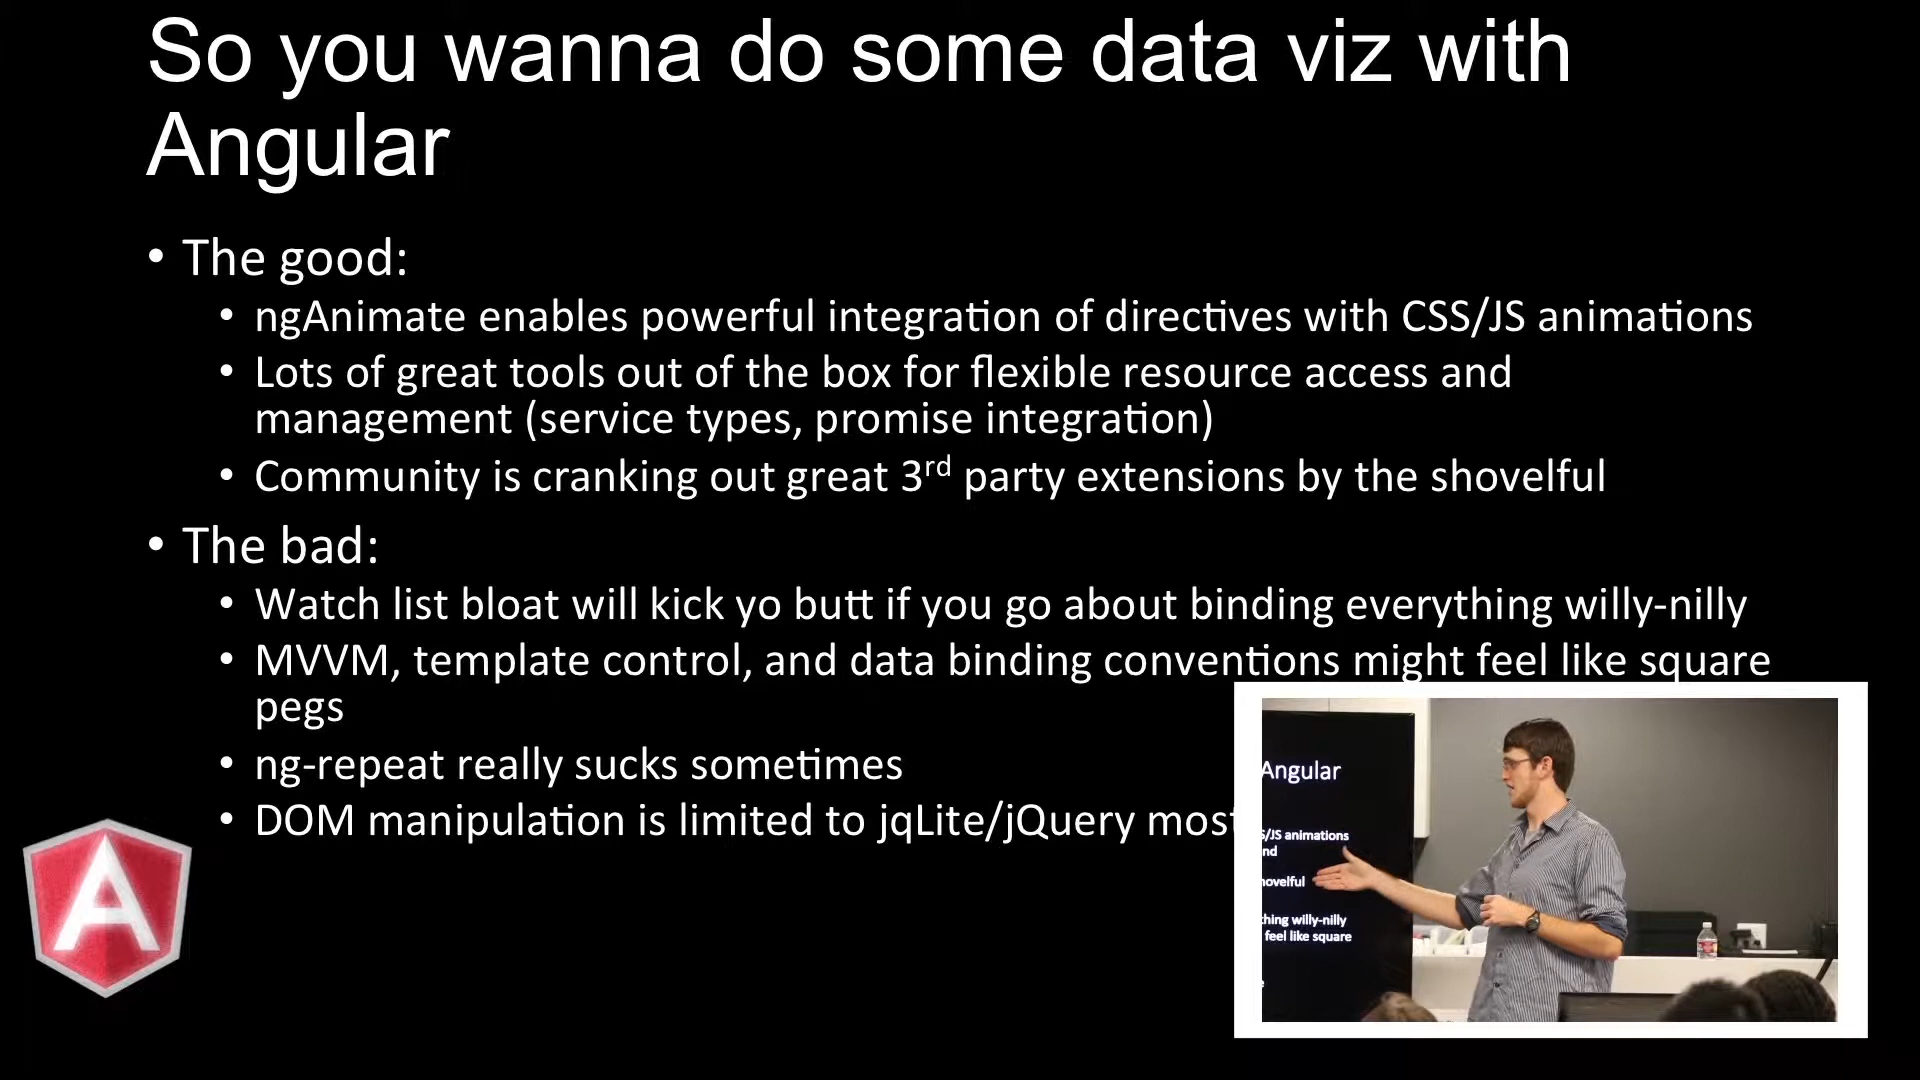 So you wanna do some data viz with
Angular
• The good:
• ngAnimate enables powerful integration of directives with CSS/JS animations
• Lots of great tools out of the box for flexible resource access and
management (service types, promise integration)
• Community is cranking out great 3rd party extensions by the shovelful
• The bad:
• Watch list bloat will kick yo butt if you go about binding everything willy-nilly
• MVVM, template control, and data binding conventions might feel like square
pegs
• ng-repeat really sucks sometimes
• DOM manipulation is limited to jqLite/jQuery most
A
Angular
S/JS animations
nd
hovelful
thing willy-nilly
feel like square